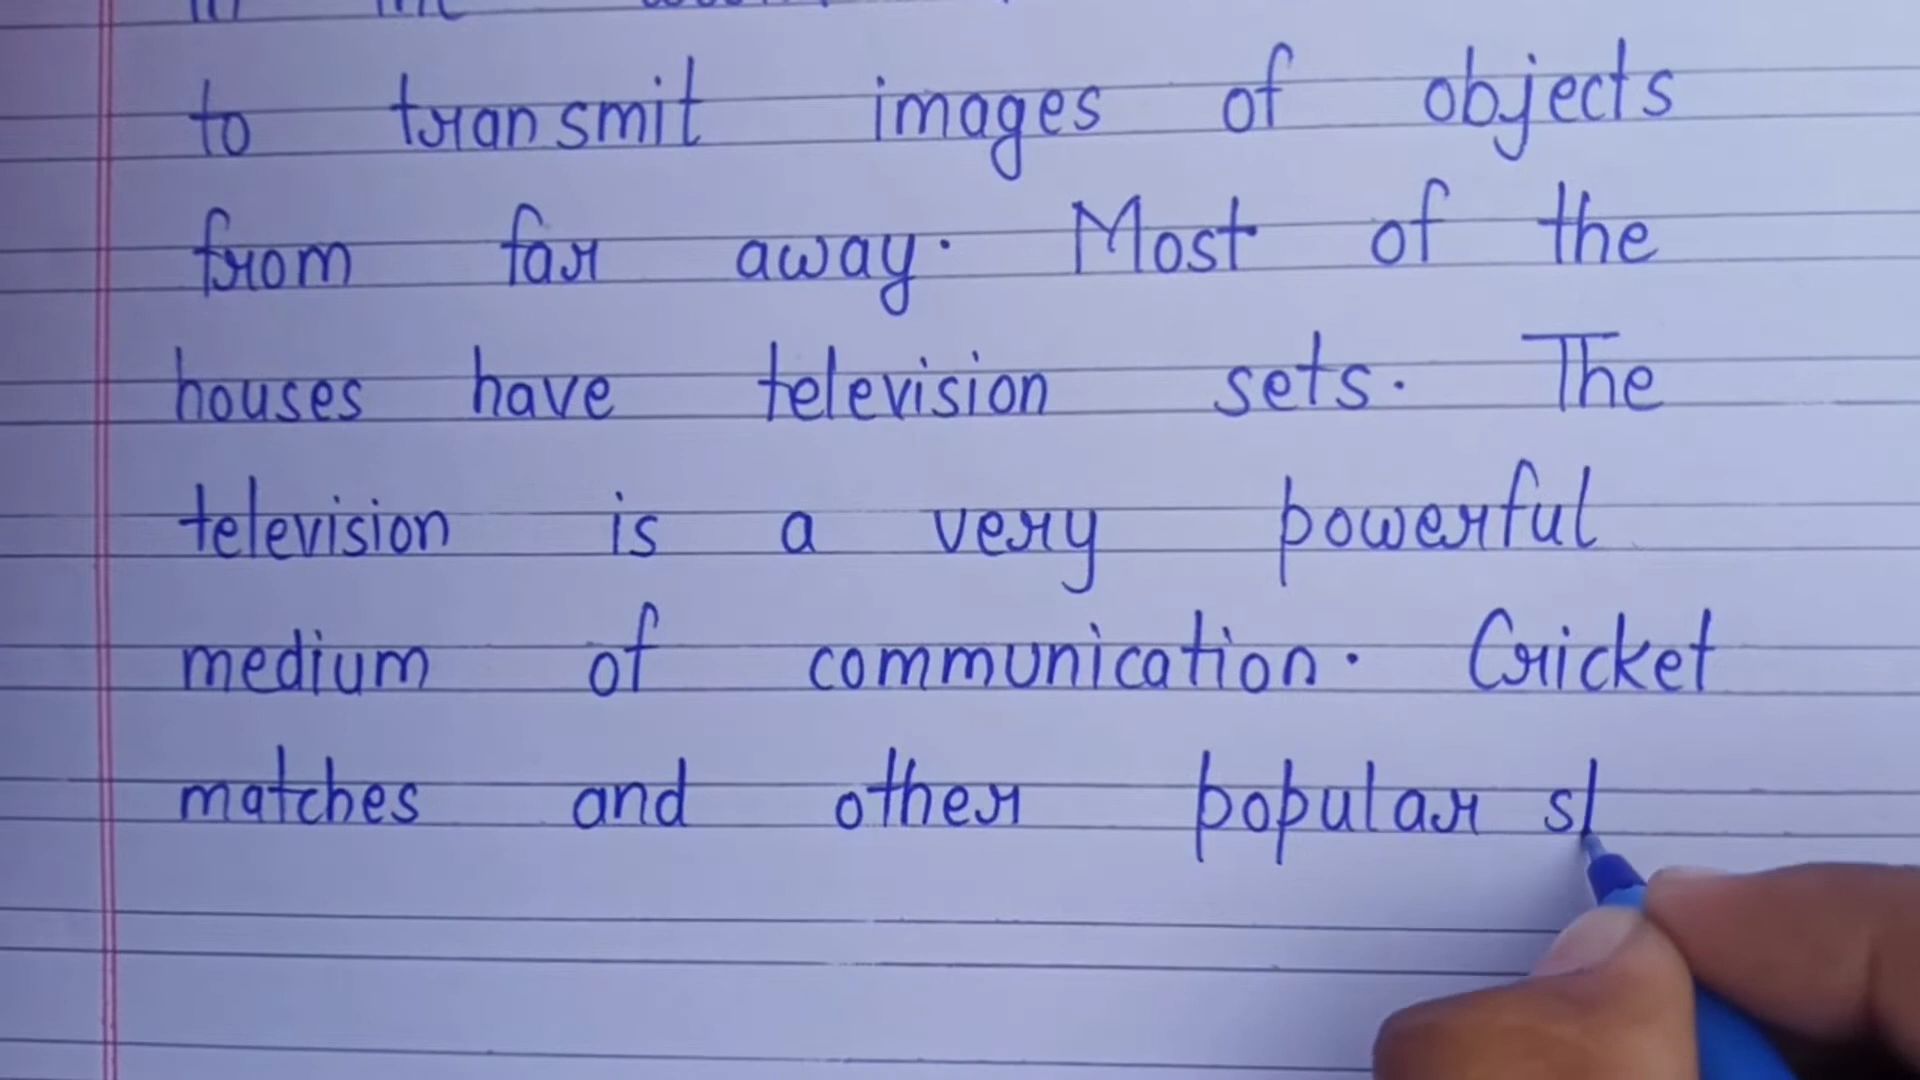 to transmit images of objects
from far away. Most of the
houses have television sets. The
television is a very powerful
medium of communication. Cricket
matches and other popular